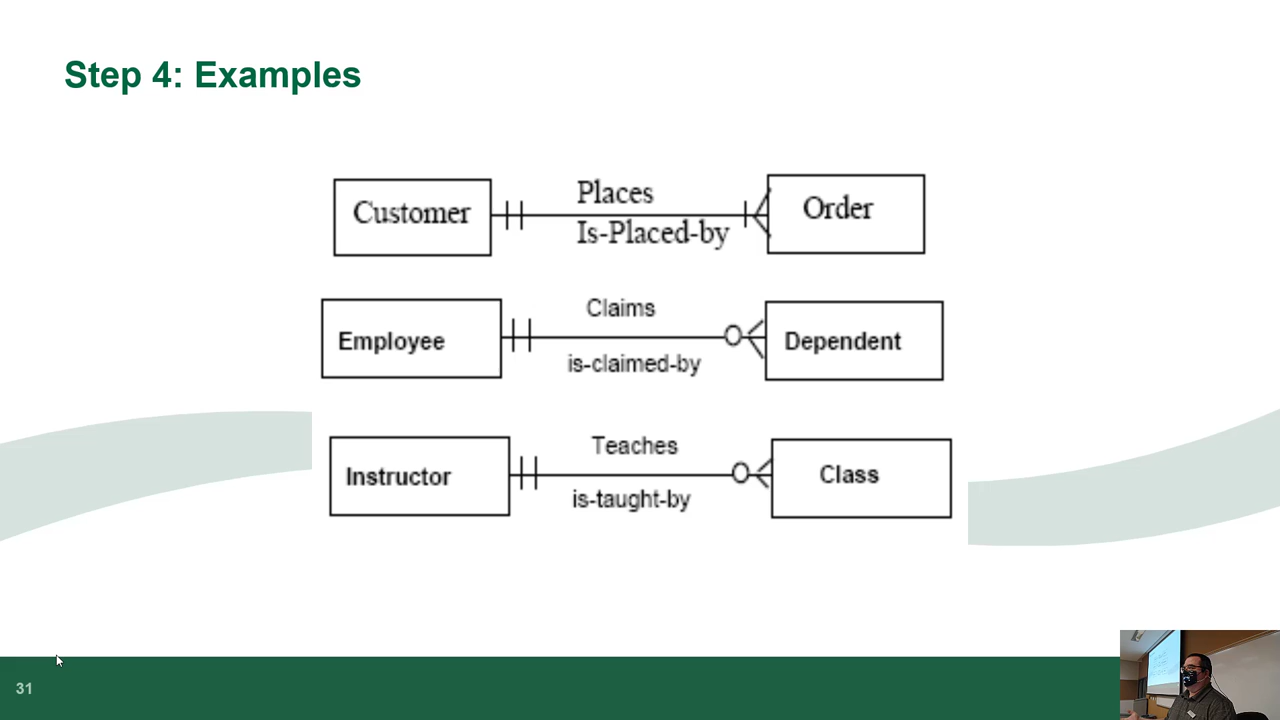 Step 4: Examples
Customer
Places
Is-Placed-by
Order
Employee
Claims
is-claimed-by
Dependent
Instructor
Teaches
is-taught-by
Class
31